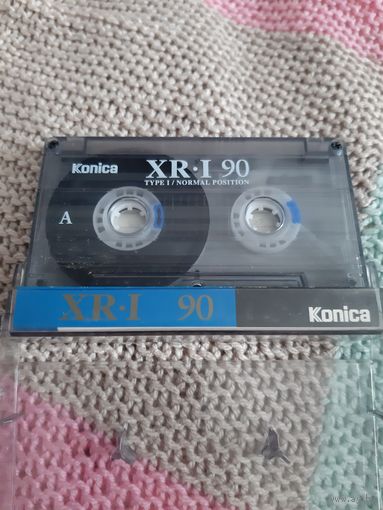 Konica XR·I 90
TYPE I / NORMAL POSITION
A
XR·I 90 Konica